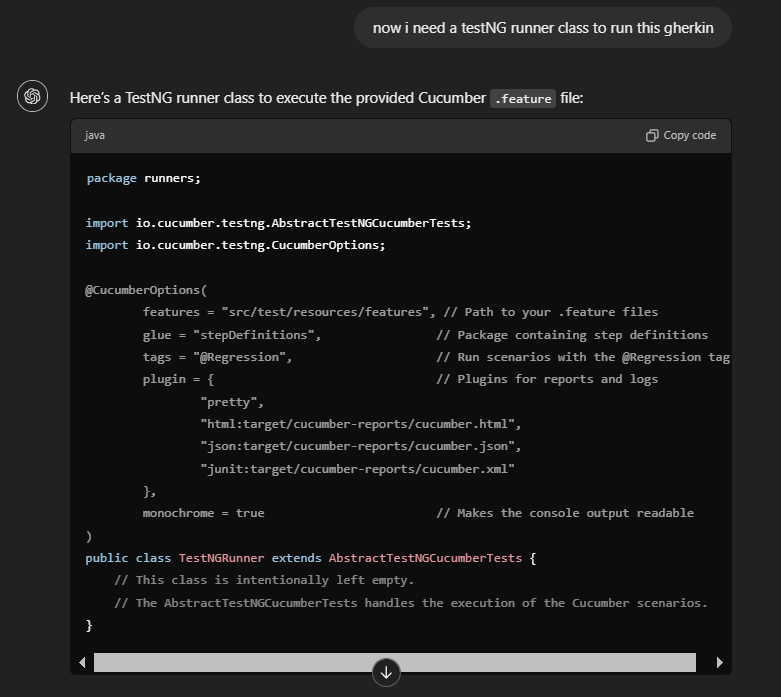 now i need a testNG runner class to run this gherkin
Here's a TestNG runner class to execute the provided Cucumber .feature file:
java
Copy code
package runners;
import io.cucumber.testng.AbstractTestNGCucumberTests;
import io.cucumber.testng.CucumberOptions;
@CucumberOptions(
features = "src/test/resources/features", // Path to your .feature files
glue = "stepDefinitions", // Package containing step definitions
tags = "@Regression", // Run scenarios with the @Regression tag
plugin = { // Plugins for reports and logs
"pretty",
"html:target/cucumber-reports/cucumber.html",
"json:target/cucumber-reports/cucumber.json",
"junit:target/cucumber-reports/cucumber.xml"
},
monochrome = true // Makes the console output readable
)
public class TestNGRunner extends AbstractTestNGCucumberTests {
// This class is intentionally left empty.
// The AbstractTestNGCucumberTests handles the execution of the Cucumber scenarios.
}